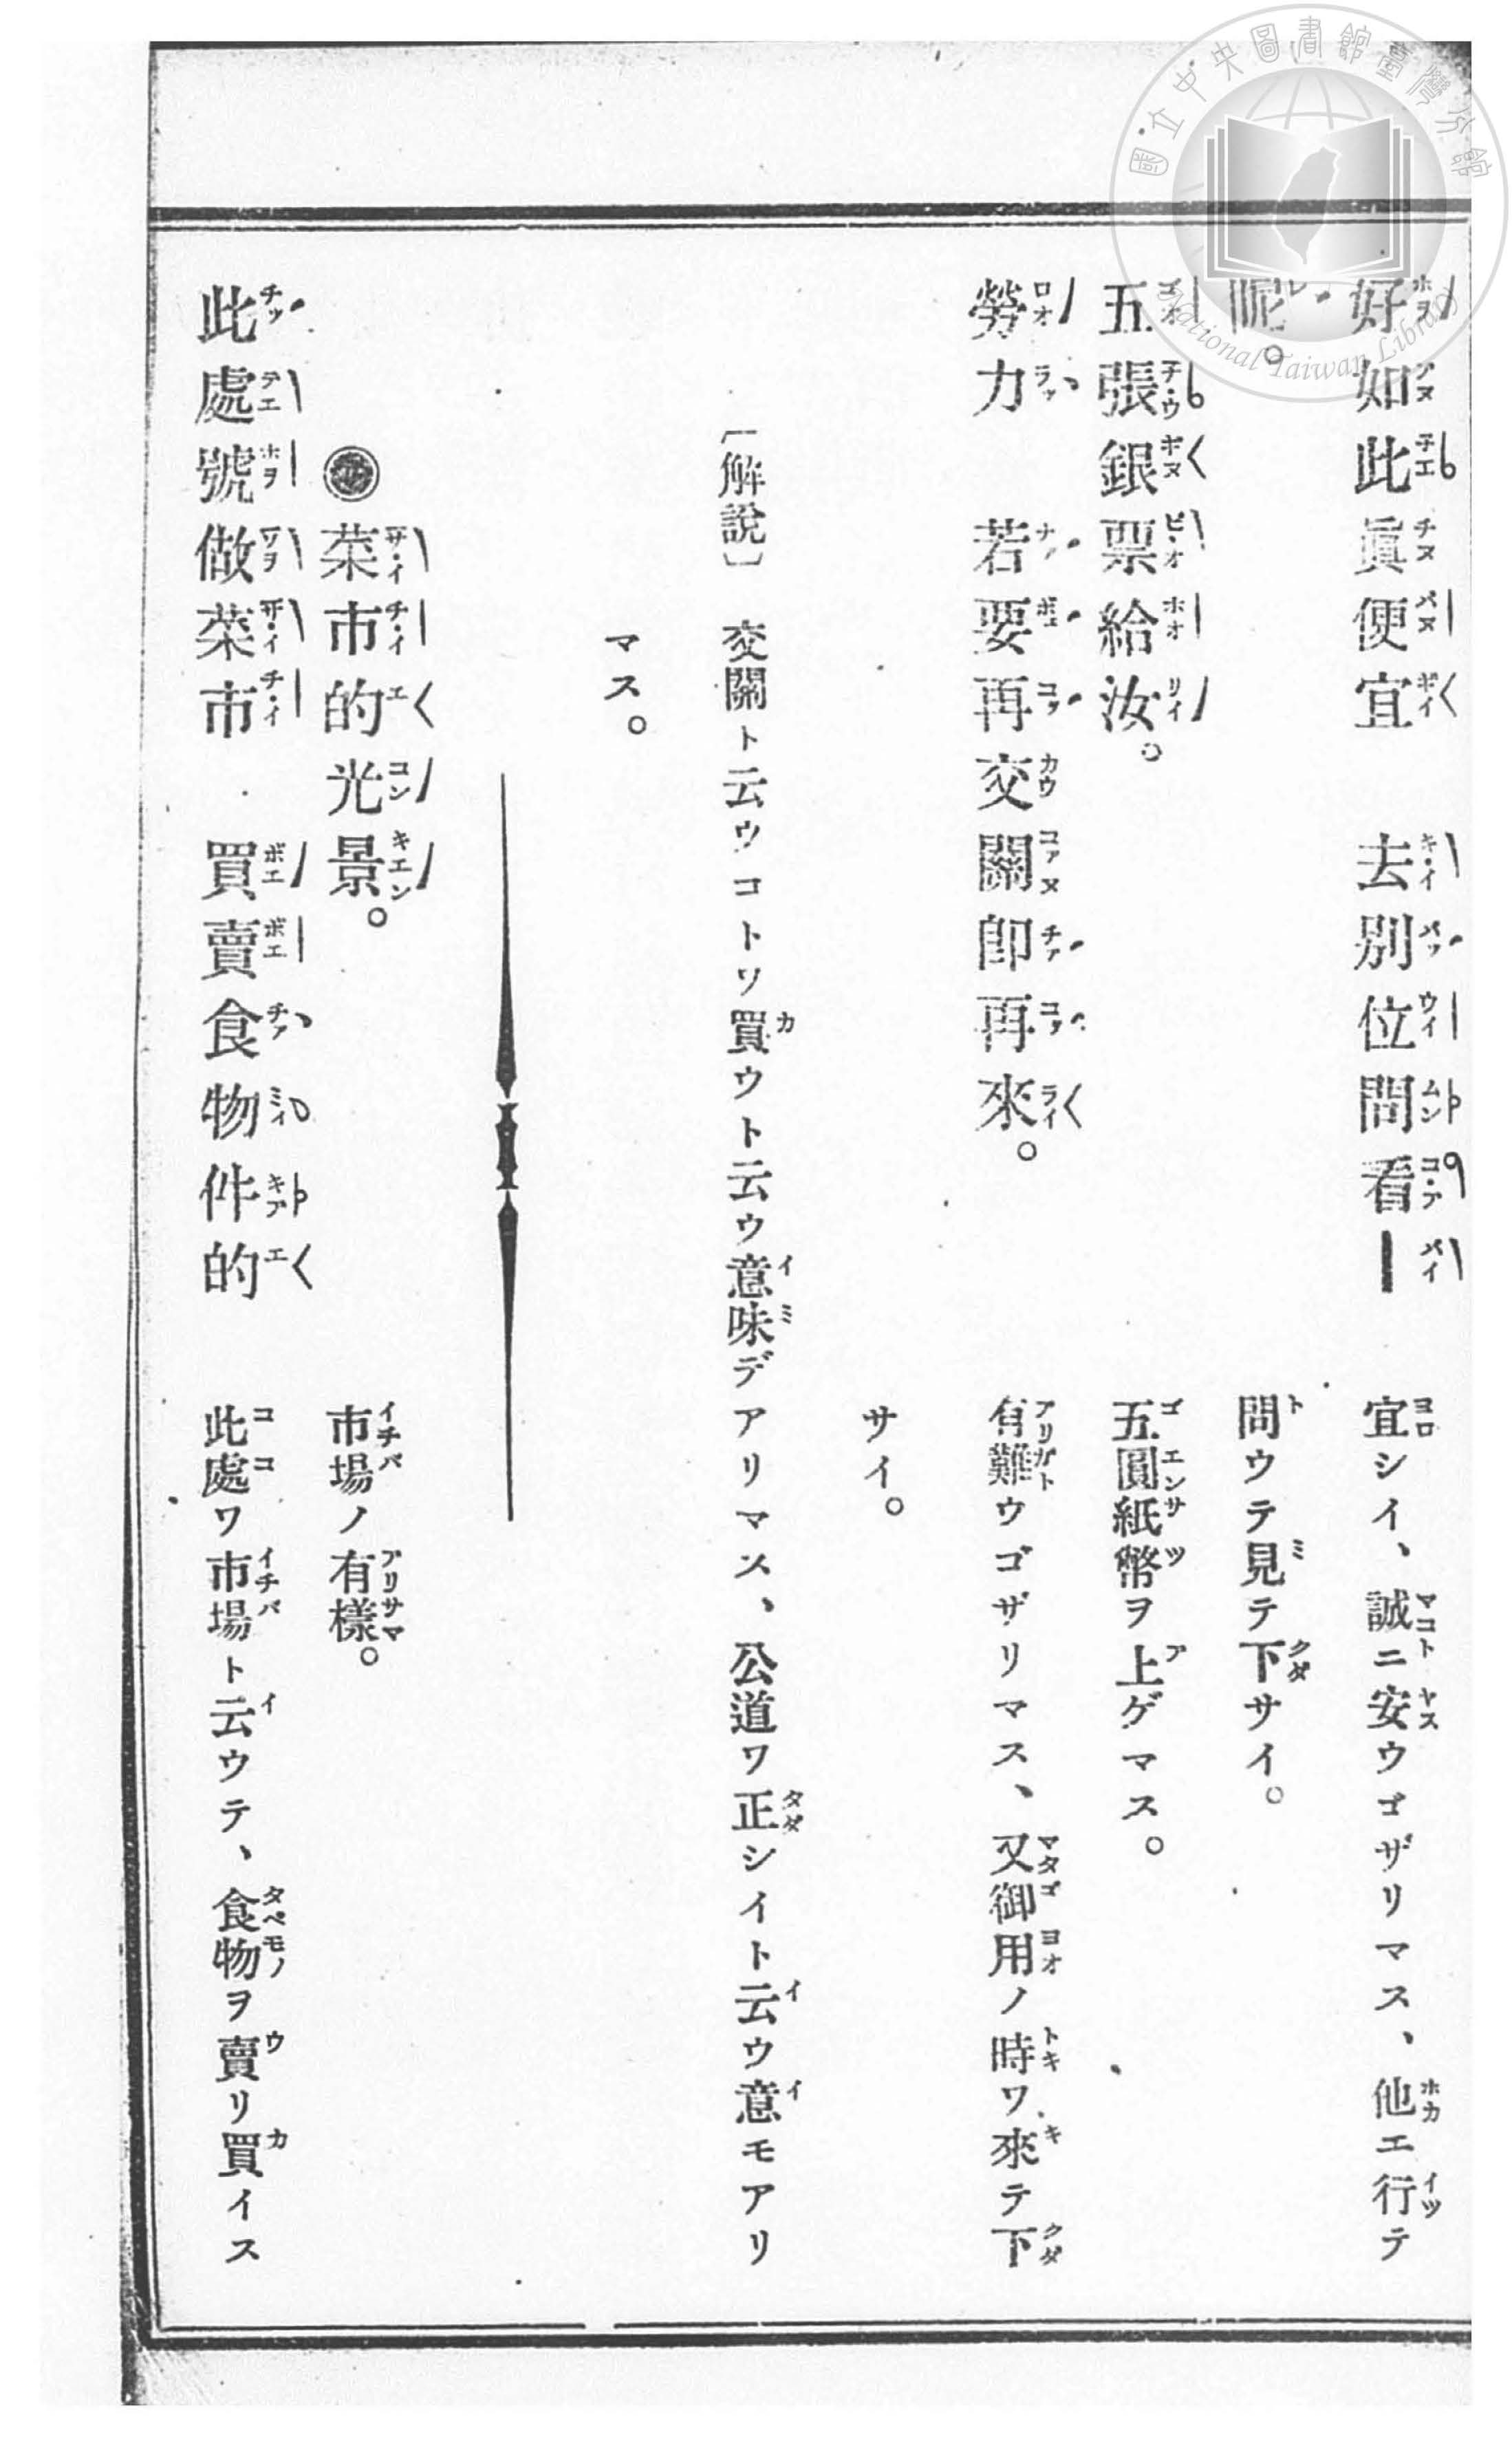 好如此眞便宜　去別位問看ー
宜シイ、誠ニ安ウゴザリマス、他エ行テ
呢。
問ウテ見テ下サイ。
五張銀票給汝。
五圓紙幣ヲ上ゲマス。
勞力　若要再交關卽再來。
有難ウゴザリマス、又御用ノ時ワ來テ下
サイ。
〔解說〕　交關ト云ウコトワ買ウト云ウ意味デアリマス、公道ワ正シイト云ウ意モアリ
マス。
◉菜市的光景。
市場ノ有樣。
此處號做菜市　買賣食物件的
此處ワ市場ト云ウテ、食物ヲ賣リ買イス
國立中央圖書館臺灣分館
National Taiwan Library